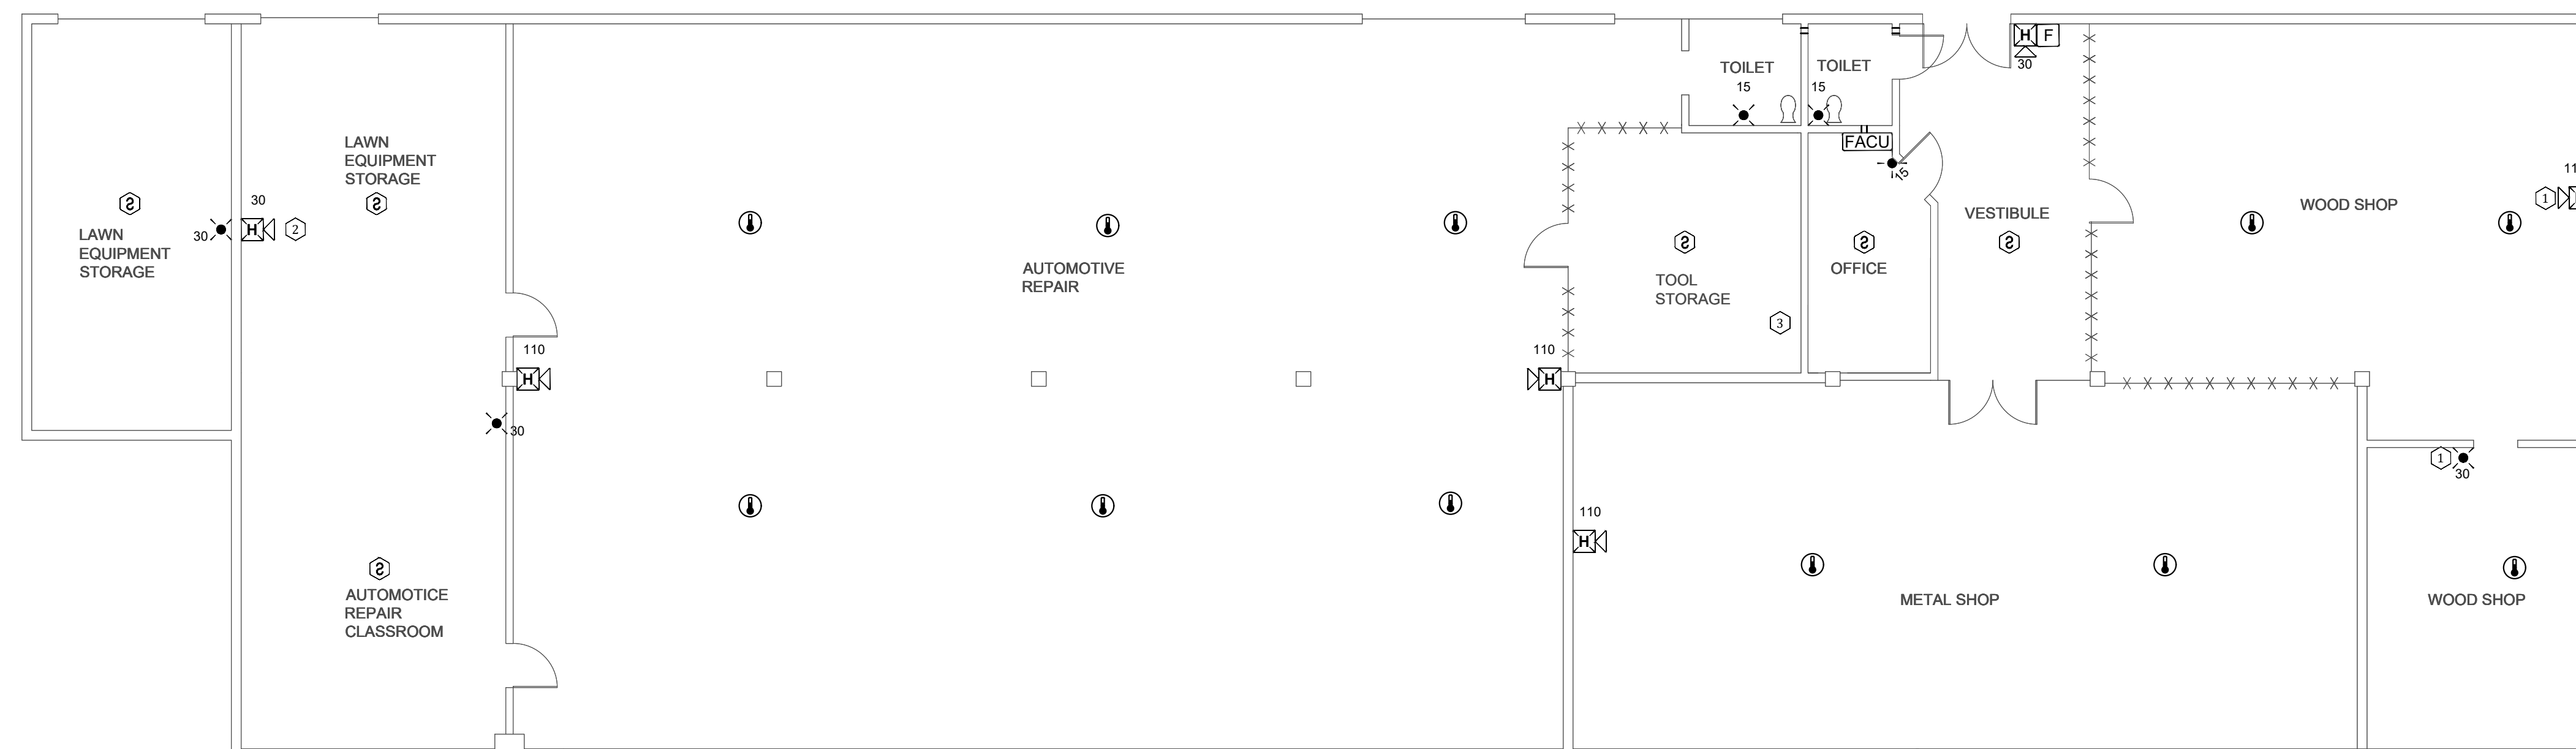 H F
30
TOILET
TOILET
15
15
FACU
15
LAWN
EQUIPMENT
STORAGE
S
30
H
2
30
S
LAWN
EQUIPMENT
STORAGE
AUTOMOTIVE
REPAIR
S
TOOL
STORAGE
3
S
OFFICE
VESTIBULE
S
WOOD SHOP
11
1
110
H
30
110
H
110
H
1
30
S
AUTOMOTICE
REPAIR
CLASSROOM
METAL SHOP
WOOD SHOP